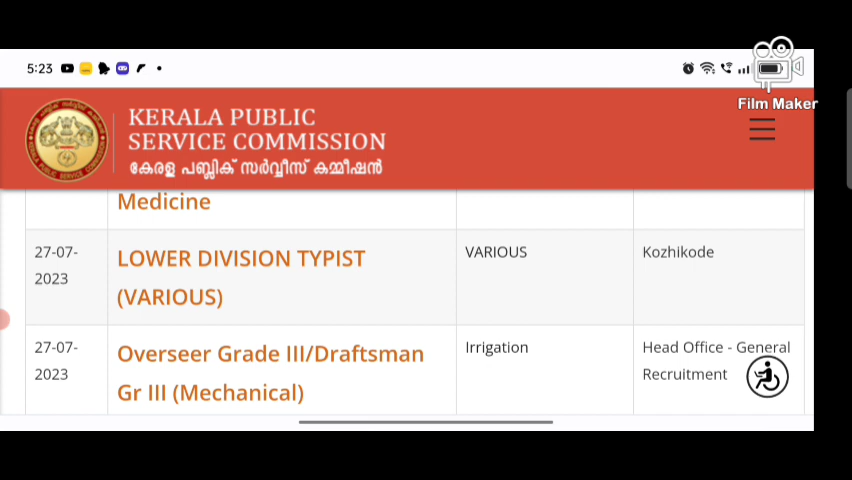 5:23
Film Maker
KERALA PUBLIC
SERVICE COMMISSION
കേരള പബ്ലിക് സർവ്വീസ് കമ്മീഷൻ
Medicine
27-07-
2023
LOWER DIVISION TYPIST
(VARIOUS)
VARIOUS
Kozhikode
27-07-
2023
Overseer Grade III/Draftsman
Gr III (Mechanical)
Irrigation
Head Office - General
Recruitment